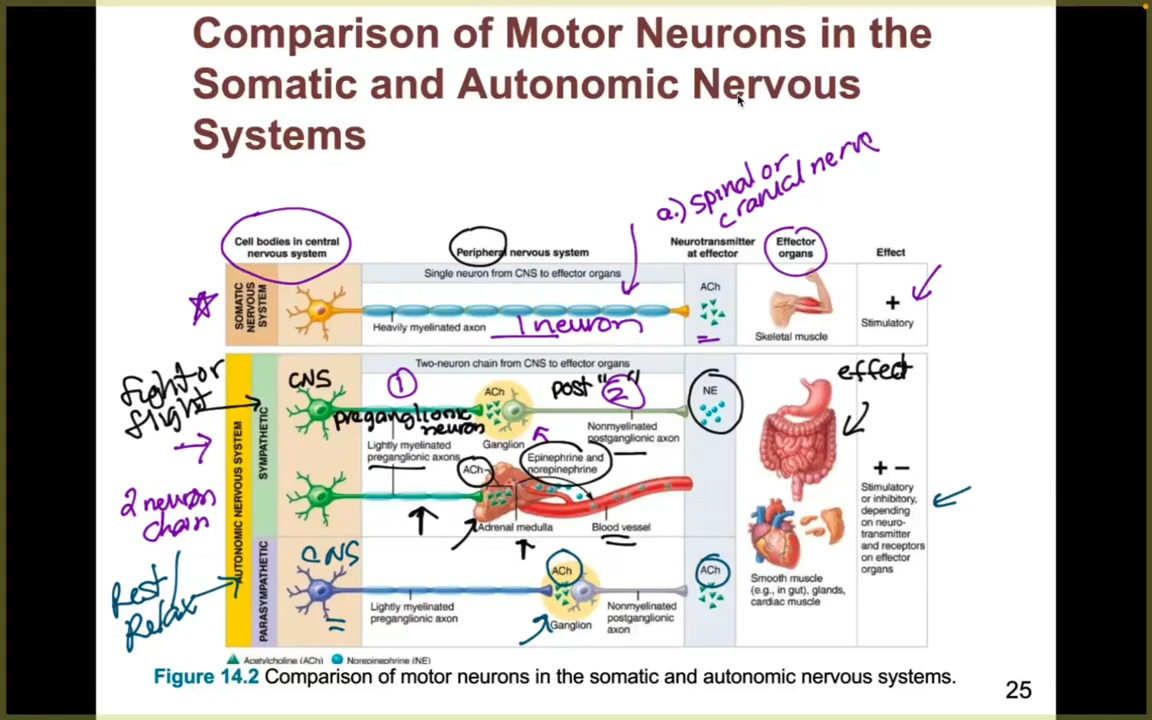 Comparison of Motor Neurons in the
Somatic and Autonomic Nervous
Systems
a.) spinal or
cranial nerve
Cell bodies in central
nervous system
Peripheral nervous system
Neurotransmitter
at effector
Effector
organs
Effect
Single neuron from CNS to effector organs
SOMATIC
NERVOUS
SYSTEM
Heavily myelinated axon
1 neuron
ACh
Skeletal muscle
+
Stimulatory
Two-neuron chain from CNS to effector organs
fight or
flight
2 neuron
chain
Rest/
Relax
AUTONOMIC NERVOUS SYSTEM
SYMPATHETIC
CNS
1
preganglionic
neuron
ACh
post "2"
NE
effect
Lightly myelinated
preganglionic axons
Ganglion
Nonmyelinated
postganglionic axon
ACh
Epinephrine and
norepinephrine
Adrenal medulla
Blood vessel
+ −
Stimulatory
or inhibitory,
depending
on neuro-
transmitter
and receptors
on effector
organs
PARASYMPATHETIC
CNS
ACh
ACh
Lightly myelinated
preganglionic axon
Ganglion
Nonmyelinated
postganglionic
axon
Smooth muscle
(e.g., in gut), glands,
cardiac muscle
Acetylcholine (ACh)
Norepinephrine (NE)
Figure 14.2 Comparison of motor neurons in the somatic and autonomic nervous systems.
25